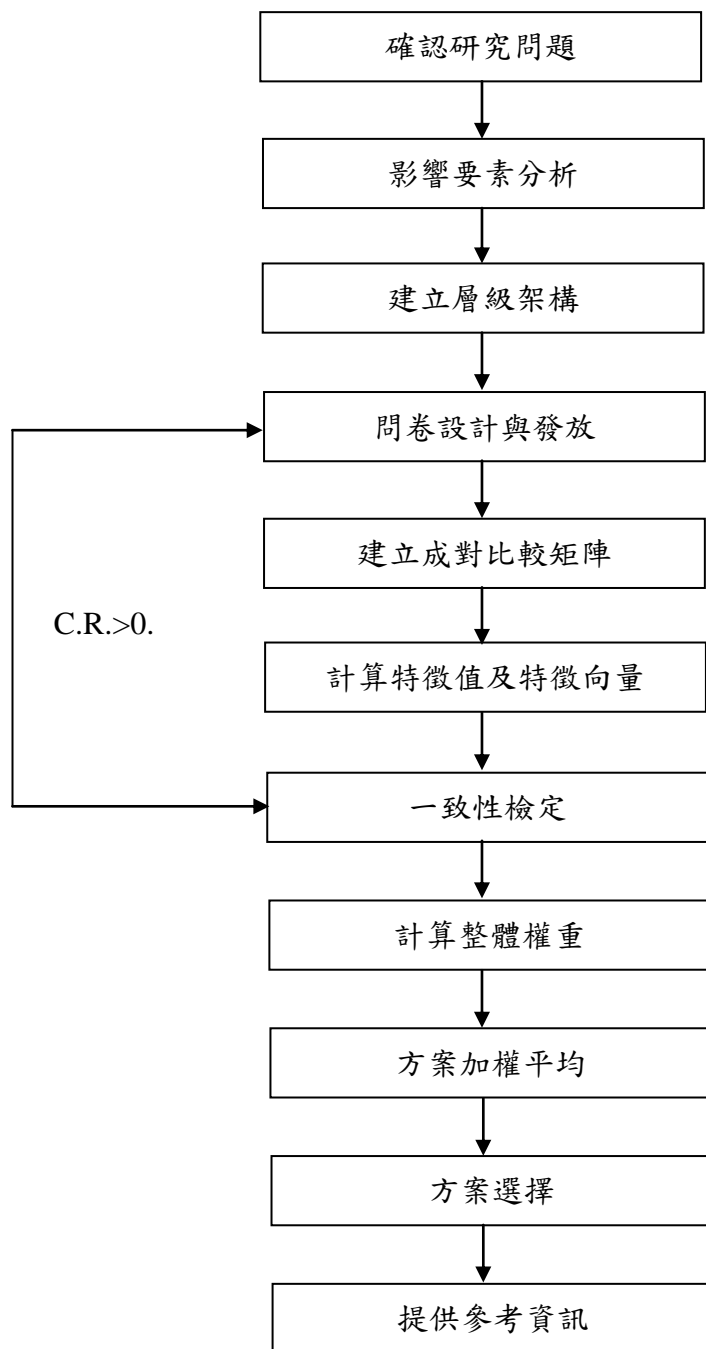 確認研究問題
影響要素分析
建立層級架構
問卷設計與發放
建立成對比較矩陣
C.R.>0.
計算特徵值及特徵向量
一致性檢定
計算整體權重
方案加權平均
方案選擇
提供參考資訊